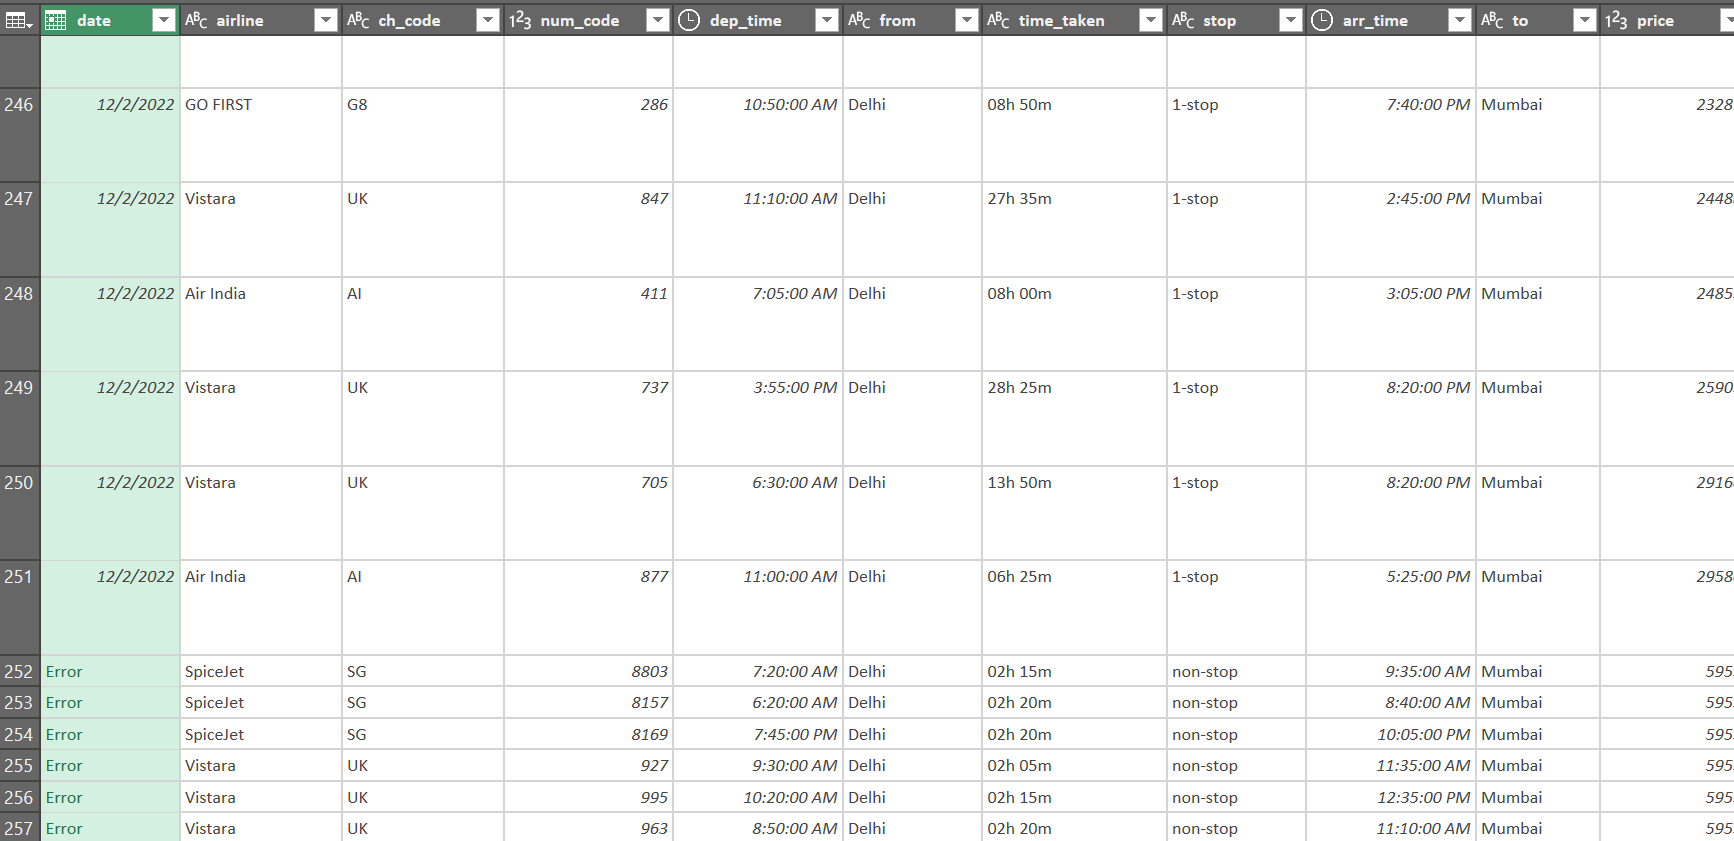 date ABC airline ABC ch_code 123 num_code dep_time ABC from ABC time_taken ABC stop arr_time ABC to 123 price
246 12/2/2022 GO FIRST G8 286 10:50:00 AM Delhi 08h 50m 1-stop 7:40:00 PM Mumbai 2328
247 12/2/2022 Vistara UK 847 11:10:00 AM Delhi 27h 35m 1-stop 2:45:00 PM Mumbai 2448
248 12/2/2022 Air India AI 411 7:05:00 AM Delhi 08h 00m 1-stop 3:05:00 PM Mumbai 2485
249 12/2/2022 Vistara UK 737 3:55:00 PM Delhi 28h 25m 1-stop 8:20:00 PM Mumbai 2590
250 12/2/2022 Vistara UK 705 6:30:00 AM Delhi 13h 50m 1-stop 8:20:00 PM Mumbai 2916
251 12/2/2022 Air India AI 877 11:00:00 AM Delhi 06h 25m 1-stop 5:25:00 PM Mumbai 2958
252 Error SpiceJet SG 8803 7:20:00 AM Delhi 02h 15m non-stop 9:35:00 AM Mumbai 595
253 Error SpiceJet SG 8157 6:20:00 AM Delhi 02h 20m non-stop 8:40:00 AM Mumbai 595
254 Error SpiceJet SG 8169 7:45:00 PM Delhi 02h 20m non-stop 10:05:00 PM Mumbai 595
255 Error Vistara UK 927 9:30:00 AM Delhi 02h 05m non-stop 11:35:00 AM Mumbai 595
256 Error Vistara UK 995 10:20:00 AM Delhi 02h 15m non-stop 12:35:00 PM Mumbai 595
257 Error Vistara UK 963 8:50:00 AM Delhi 02h 20m non-stop 11:10:00 AM Mumbai 595